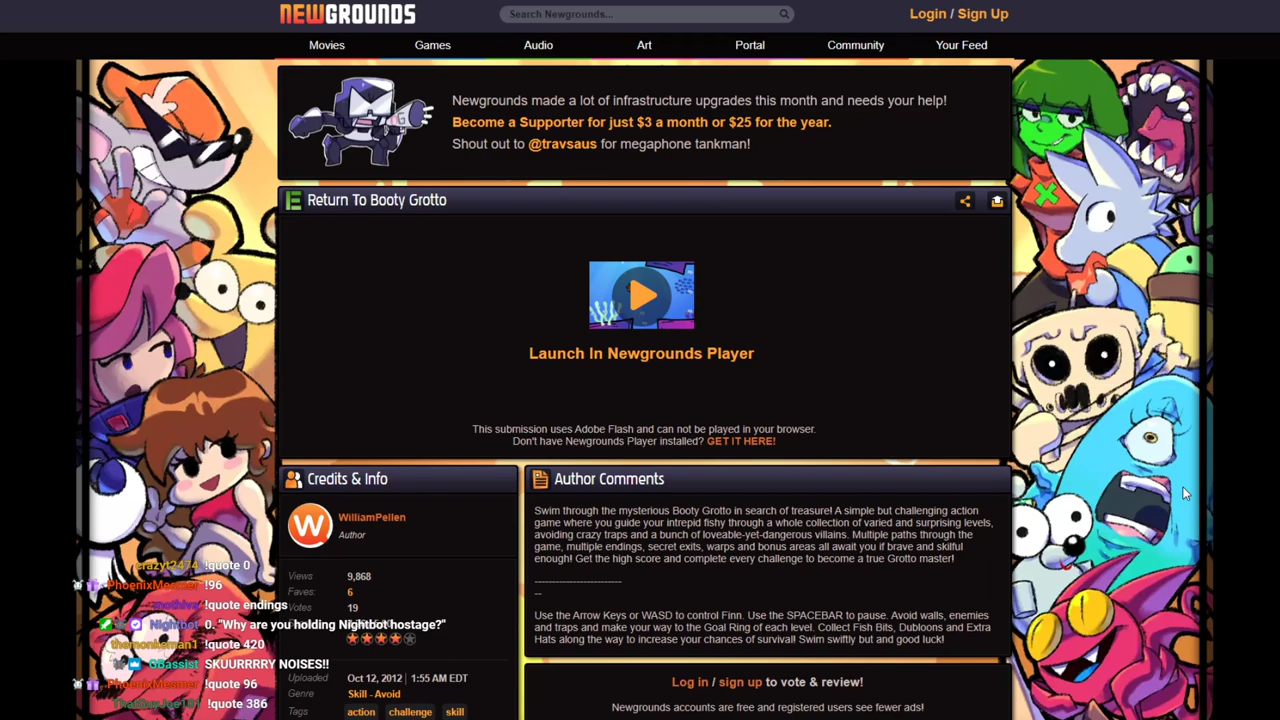 NEWGROUNDS
Search Newgrounds...
Login / Sign Up
Movies
Games
Audio
Art
Portal
Community
Your Feed
Newgrounds made a lot of infrastructure upgrades this month and needs your help!
Become a Supporter for just $3 a month or $25 for the year.
Shout out to @travsaus for megaphone tankman!
E Return To Booty Grotto
Launch In Newgrounds Player
This submission uses Adobe Flash and can not be played in your browser.
Don't have Newgrounds Player installed? GET IT HERE!
Credits & Info
W
WilliamPellen
Author
Views 9,868
Faves: 6
Votes 19
Uploaded Oct 12, 2012 | 1:55 AM EDT
Genre Skill - Avoid
Tags action challenge skill
Author Comments
Swim through the mysterious Booty Grotto in search of treasure! A simple but challenging action
game where you guide your intrepid fishy through a whole collection of varied and surprising levels,
avoiding crazy traps and a bunch of loveable-yet-dangerous villains. Multiple paths through the
game, multiple endings, secret exits, warps and bonus areas all await you if brave and skilful
enough! Get the high score and complete every challenge to become a true Grotto master!
--------------------------
--
Use the Arrow Keys or WASD to control Finn. Use the SPACEBAR to pause. Avoid walls, enemies
and traps and make your way to the Goal Ring of each level. Collect Fish Bits, Dubloons and Extra
Hats along the way to increase your chances of survival! Swim swiftly but and good luck!
Log in / sign up to vote & review!
Newgrounds accounts are free and registered users see fewer ads!
crazyt2474 !quote 0
PhoenixMesmer !96
mothivs !quote endings
Nightbot 0. "Why are you holding Nightbot hostage?"
themonkeman1 !quote 420
GBassist SKUURRRRY NOISES!!
PhoenixMesmer !quote 96
!quote 386